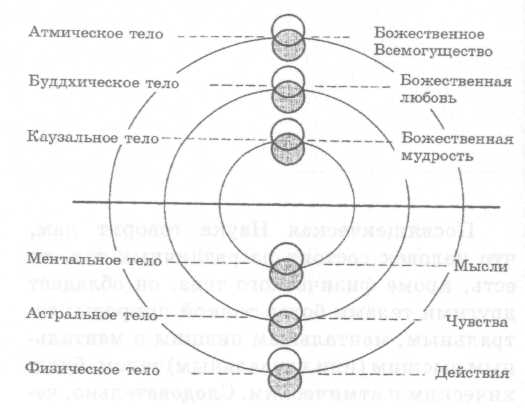 Атмическое тело
Божественное
Всемогущество
Буддхическое тело
Божественная
любовь
Каузальное тело
Божественная
мудрость
Ментальное тело
Мысли
Астральное тело
Чувства
Физическое тело
Действия